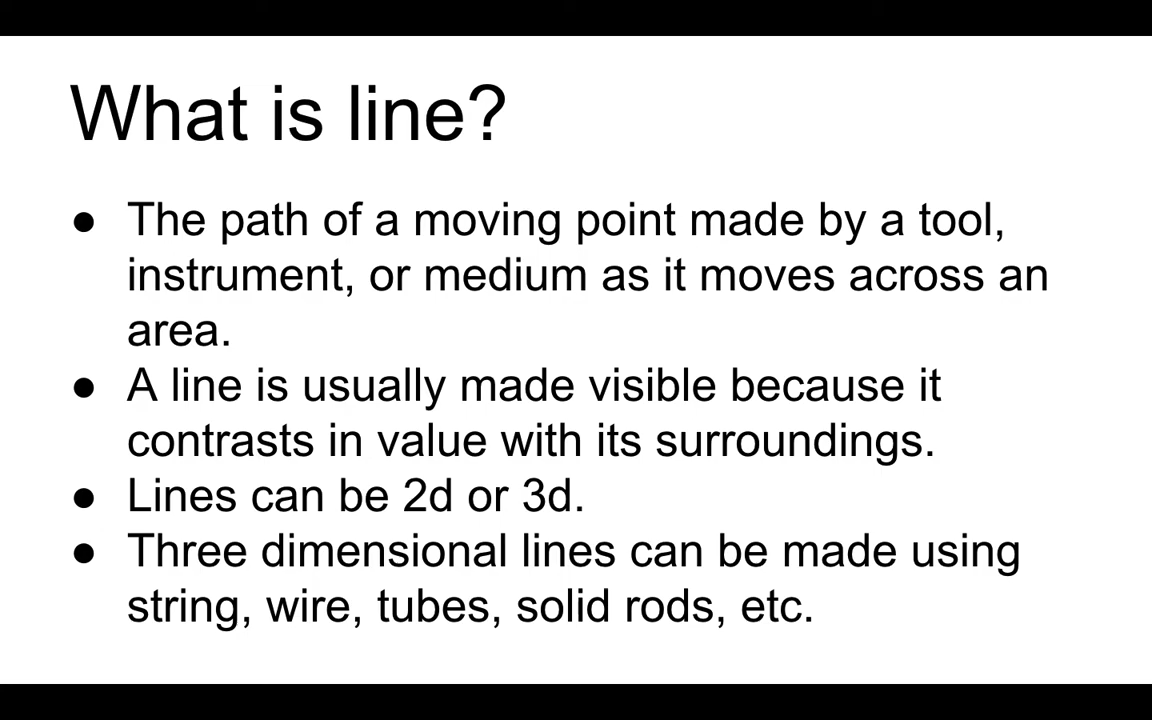 What is line?
● The path of a moving point made by a tool,
instrument, or medium as it moves across an
area.
● A line is usually made visible because it
contrasts in value with its surroundings.
● Lines can be 2d or 3d.
● Three dimensional lines can be made using
string, wire, tubes, solid rods, etc.